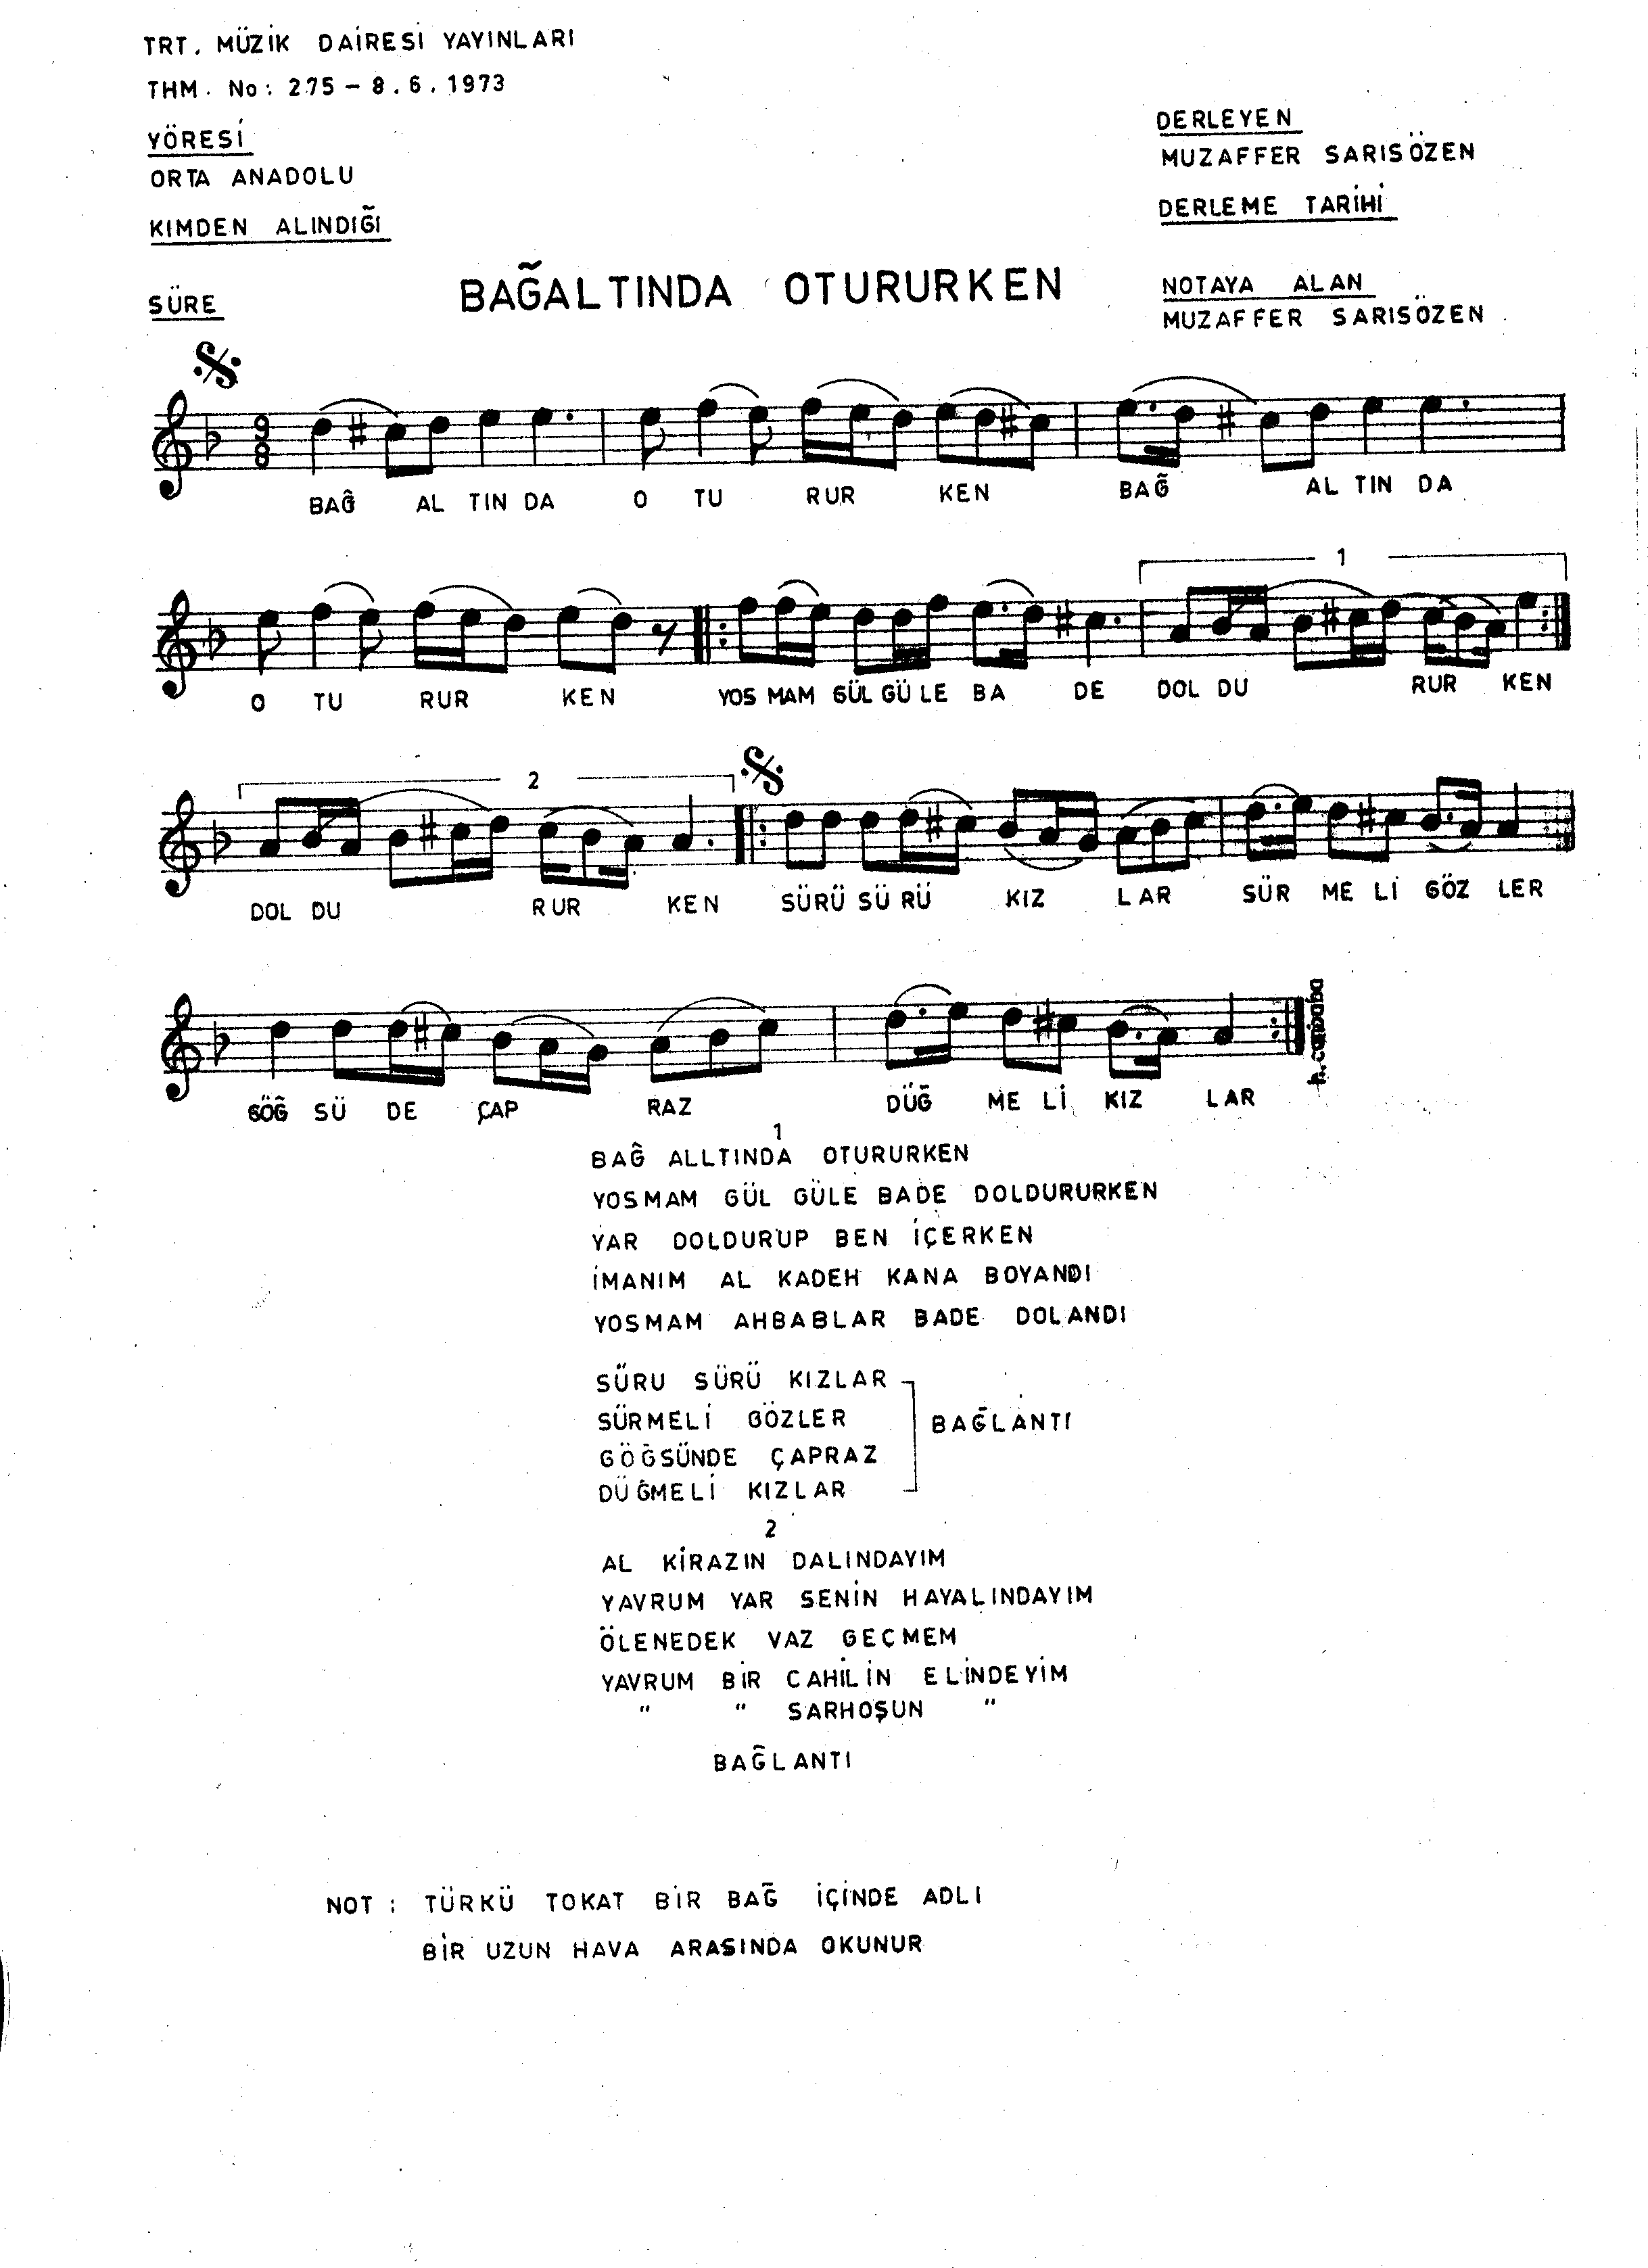 TRT. MÜZİK DAİRESİ YAYINLARI
THM. No: 275 – 8.6.1973
YÖRESİ
ORTA ANADOLU
KIMDEN ALINDIĞI
SÜRE
DERLEYEN
MUZAFFER SARISÖZEN
DERLEME TARİHİ
NOTAYA ALAN
MUZAFFER SARISÖZEN
BAĞALTINDA OTURURKEN
9
8
BAĞ AL TIN DA O TU RUR KEN BAĞ AL TIN DA
1
O TU RUR KEN YOS MAM GÜL GÜ LE BA DE DOL DU RUR KEN
2
DOL DU RUR KEN SÜRÜ SÜ RÜ KIZ LAR SÜR ME Lİ GÖZ LER
GÖĞ SÜ DE ÇAP RAZ DÜĞ ME Lİ KIZ LAR
1
BAĞ ALLTINDA OTURURKEN
YOSMAM GÜL GÜLE BADE DOLDURURKEN
YAR DOLDURUP BEN İÇERKEN
İMANIM AL KADEH KANA BOYANDI
YOSMAM AHBABLAR BADE DOLANDI
SÜRU SÜRÜ KIZLAR
SÜRMELİ GÖZLER
BAĞLANTI
GÖĞSÜNDE ÇAPRAZ
DÜĞMELİ KIZLAR
2
AL KİRAZIN DALINDAYIM
YAVRUM YAR SENİN HAYALINDAYIM
ÖLENEDEK VAZ GEÇMEM
YAVRUM BİR CAHİLİN ELİNDEYİM
" " SARHOŞUN "
BAĞLANTI
NOT : TÜRKÜ TOKAT BİR BAĞ İÇİNDE ADLI
BİR UZUN HAVA ARASINDA OKUNUR